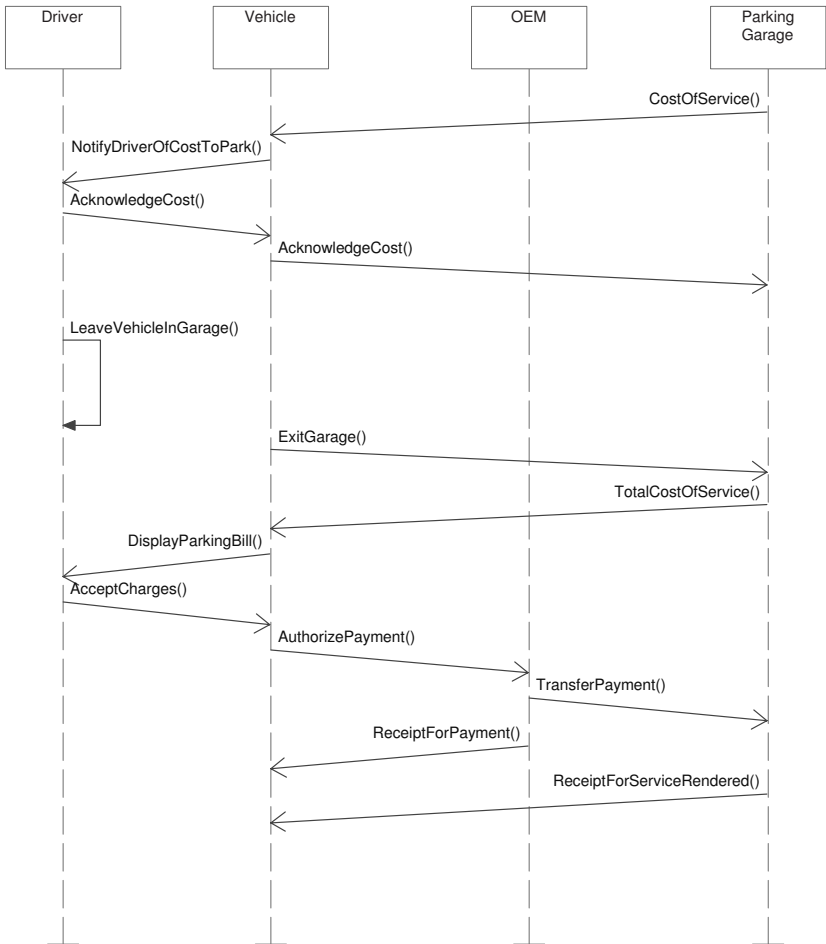 Driver
Vehicle
OEM
Parking
Garage
CostOfService()
NotifyDriverOfCostToPark()
AcknowledgeCost()
AcknowledgeCost()
LeaveVehicleInGarage()
ExitGarage()
TotalCostOfService()
DisplayParkingBill()
AcceptCharges()
AuthorizePayment()
TransferPayment()
ReceiptForPayment()
ReceiptForServiceRendered()